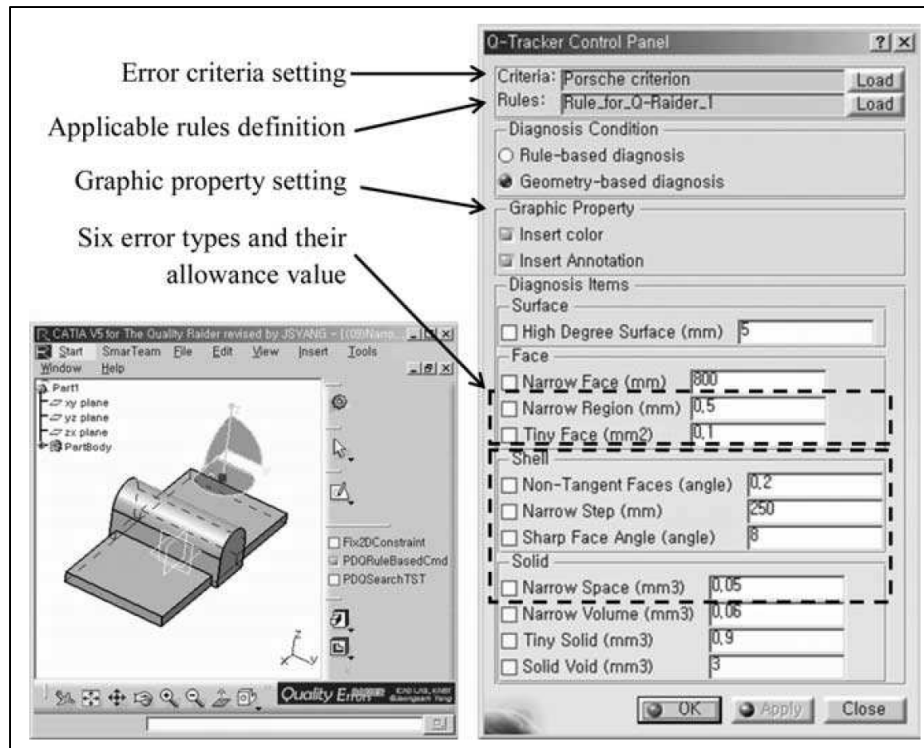 Error criteria setting
Applicable rules definition
Graphic property setting
Six error types and their
allowance value
CATIA V5 for The Quality Raider revised by JSYANG - [(08)Nano
Start SmarTeam File Edit View Insert Tools
Window Help
Part1
xy plane
yz plane
zx plane
PartBody
Fix2DConstraint
PDQRuleBasedCmd
PDQSearchTST
z
x y
Quality Error
Q-Tracker Control Panel
Criteria: Porsche criterion Load
Rules: Rule_for_Q-Raider_1 Load
Diagnosis Condition
Rule-based diagnosis
Geometry-based diagnosis
Graphic Property
Insert color
Insert Annotation
Diagnosis Items
Surface
High Degree Surface (mm) 5
Face
Narrow Face (mm) 800
Narrow Region (mm) 0,5
Tiny Face (mm2) 0,1
Shell
Non-Tangent Faces (angle) 0,2
Narrow Step (mm) 250
Sharp Face Angle (angle) 8
Solid
Narrow Space (mm3) 0,05
Narrow Volume (mm3) 0,06
Tiny Solid (mm3) 0,9
Solid Void (mm3) 3
OK Apply Close